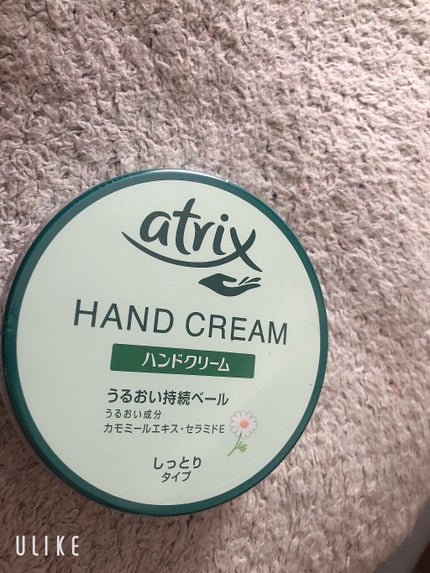 atrix
HAND CREAM
ハンドクリーム
うるおい持続ベール
うるおい成分
カモミールエキス・セラミドE
しっとり
タイプ
ULIKE